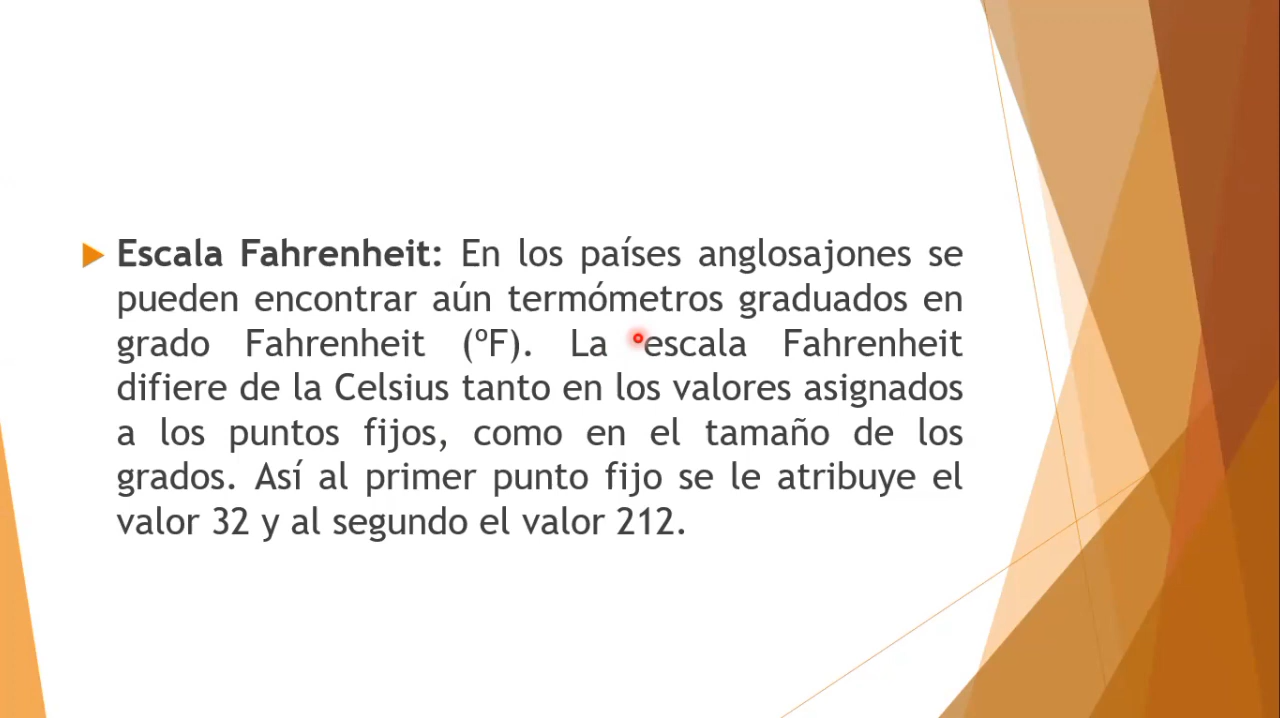 Escala Fahrenheit: En los países anglosajones se
pueden encontrar aún termómetros graduados en
grado Fahrenheit (ºF). La escala Fahrenheit
difiere de la Celsius tanto en los valores asignados
a los puntos fijos, como en el tamaño de los
grados. Así al primer punto fijo se le atribuye el
valor 32 y al segundo el valor 212.